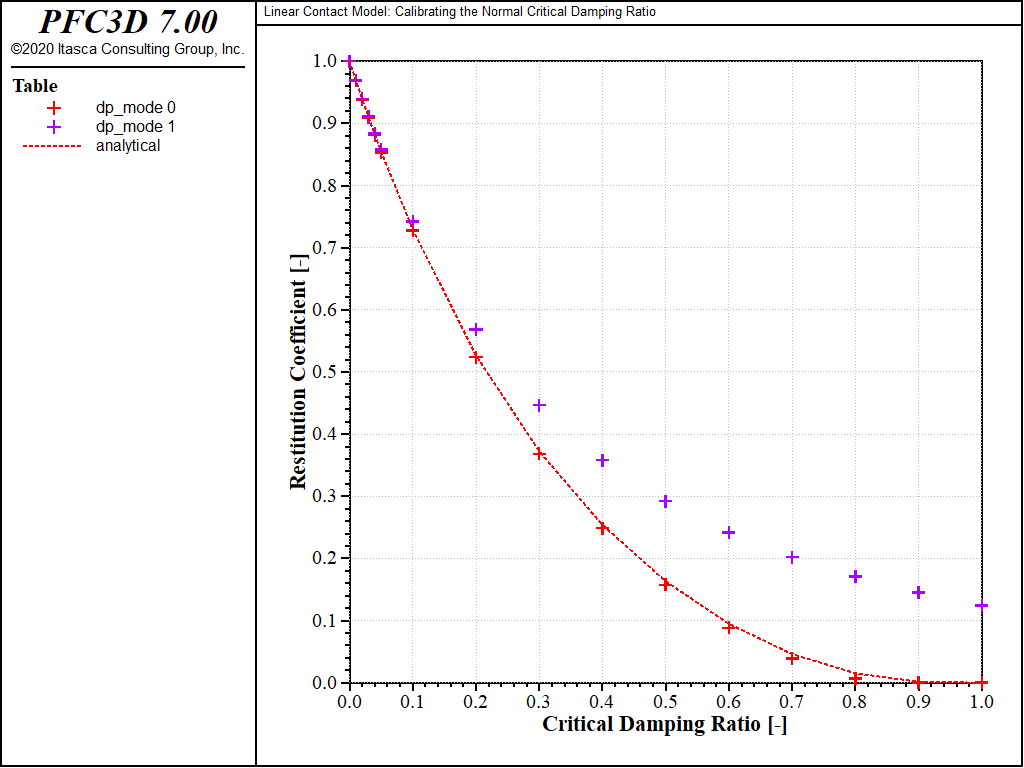 PFC3D 7.00
©2020 Itasca Consulting Group, Inc.
Table
dp_mode 0
dp_mode 1
analytical
Linear Contact Model: Calibrating the Normal Critical Damping Ratio
1.0
0.9
0.8
0.7
0.6
0.5
0.4
0.3
0.2
0.1
0.0
Restitution Coefficient [-]
0.0 0.1 0.2 0.3 0.4 0.5 0.6 0.7 0.8 0.9 1.0
Critical Damping Ratio [-]